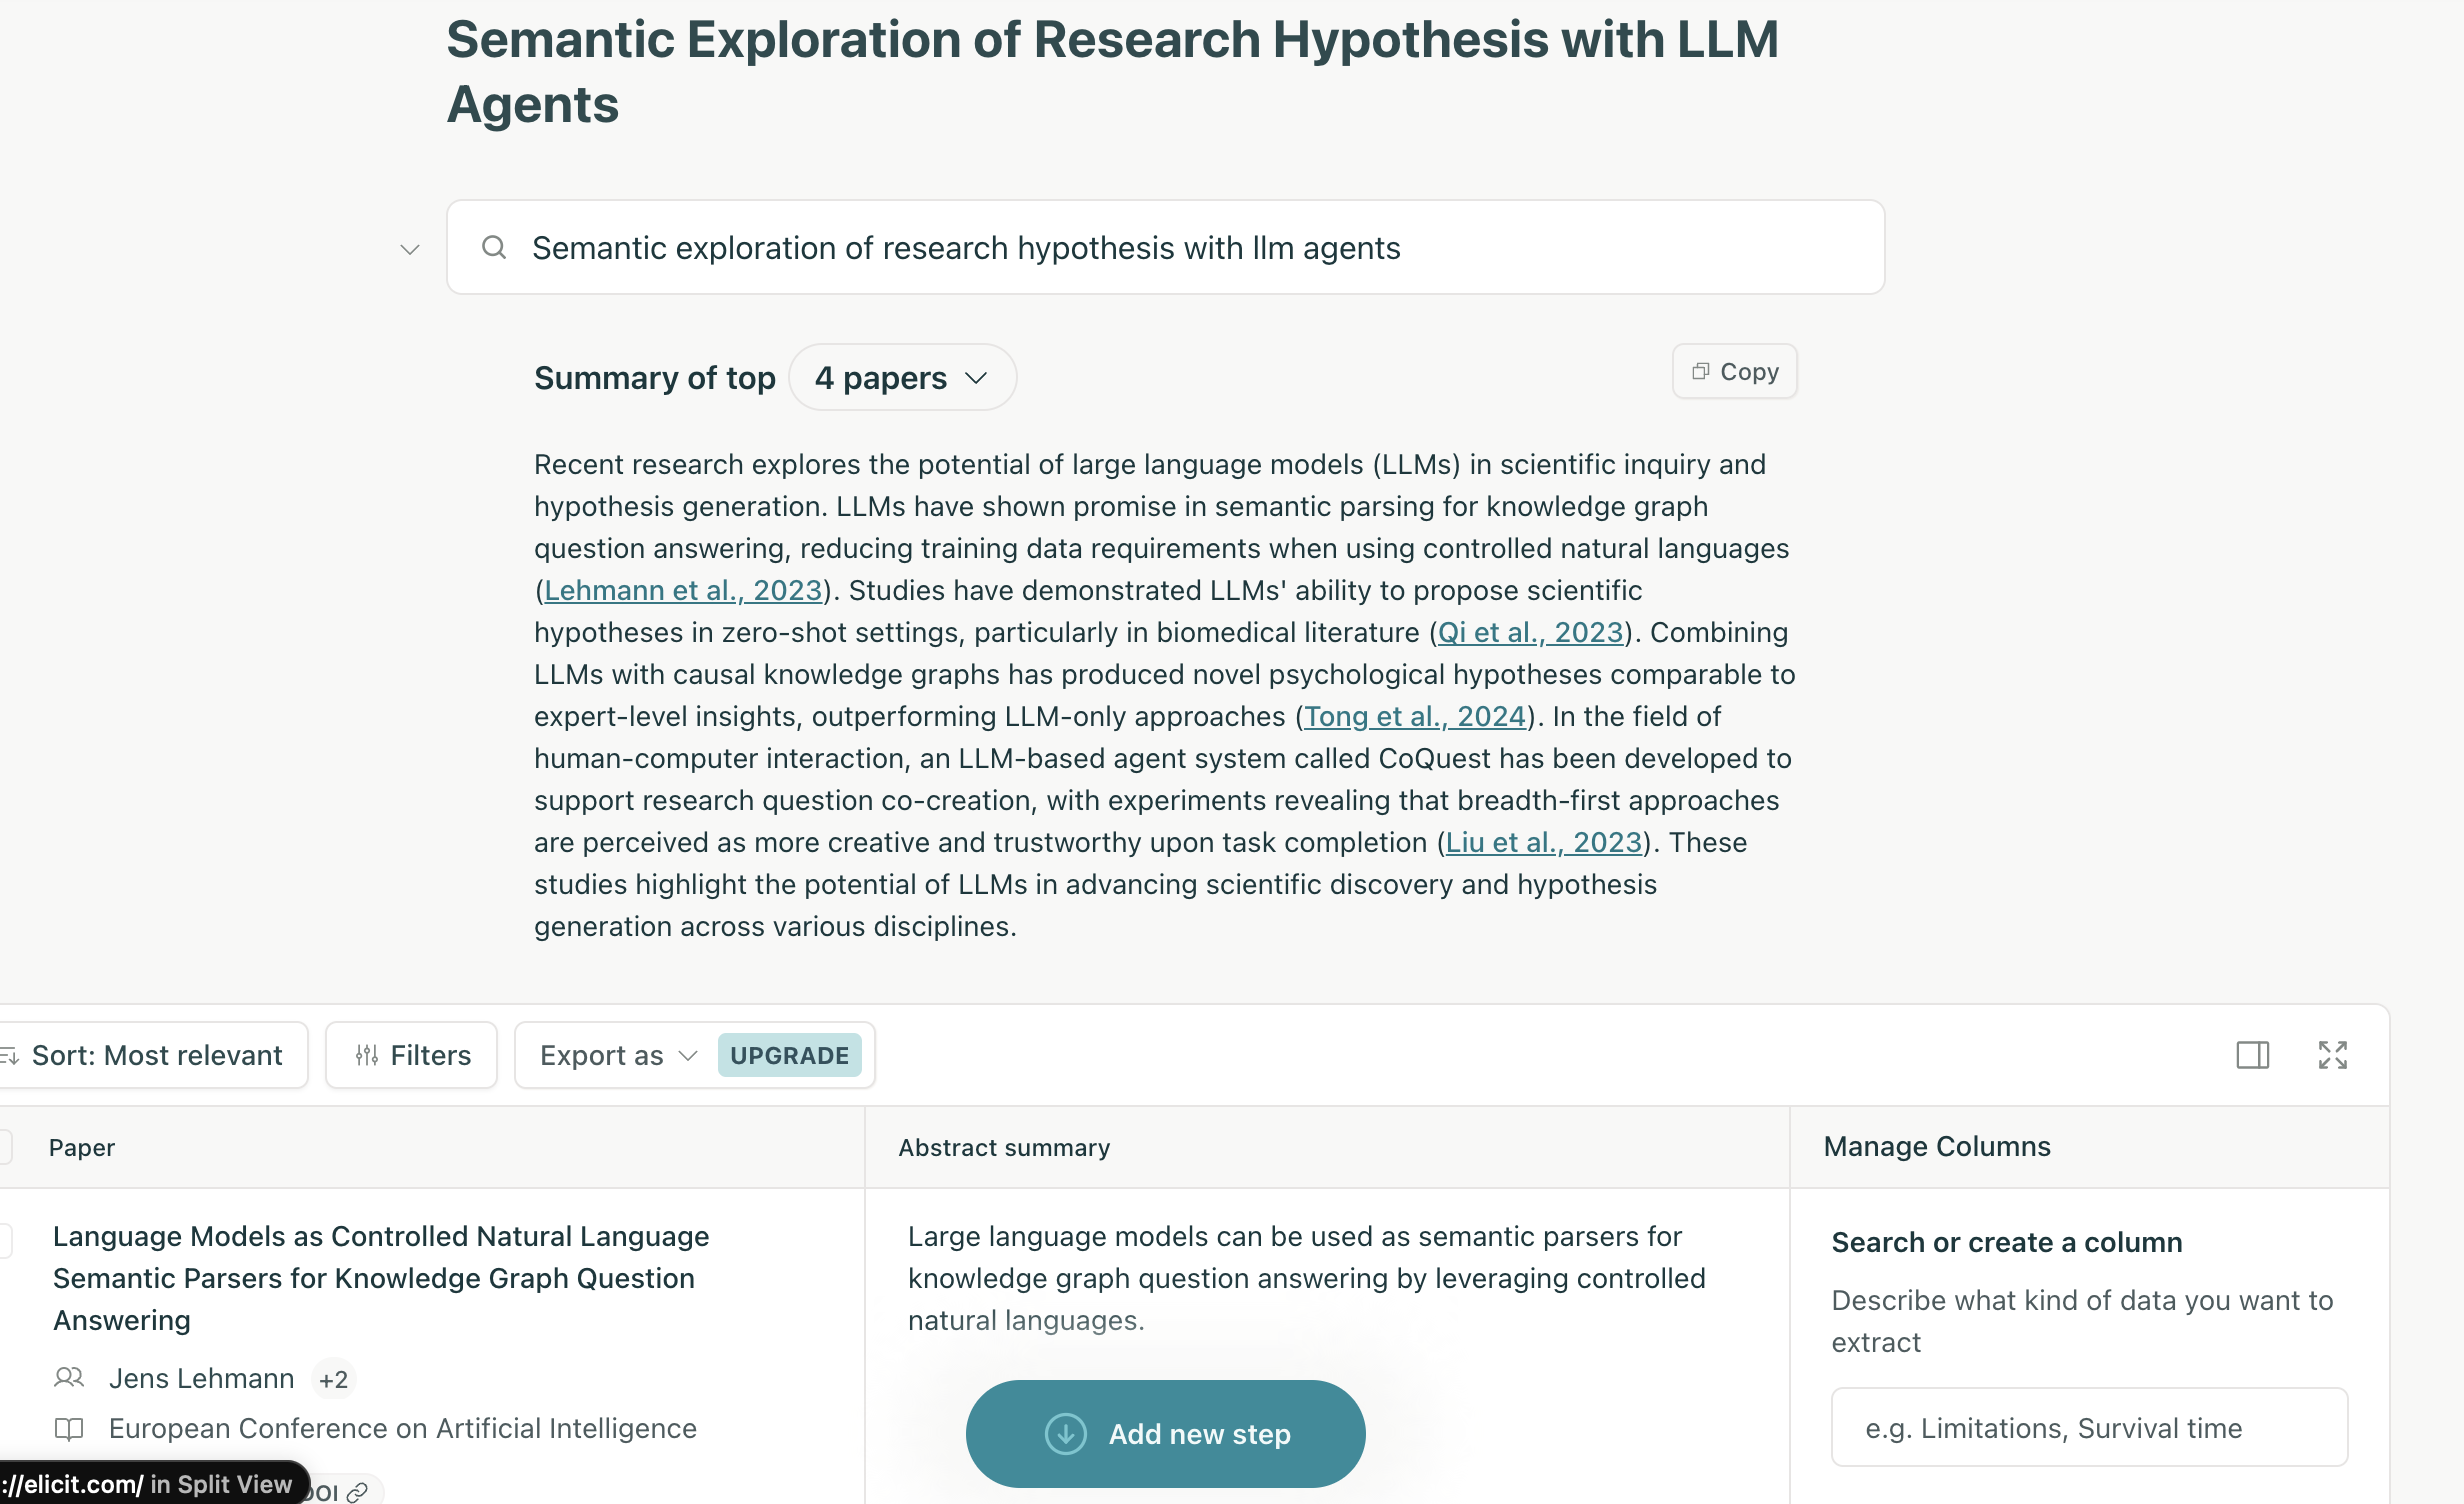 Semantic Exploration of Research Hypothesis with LLM
Agents
Semantic exploration of research hypothesis with llm agents
Summary of top 4 papers
Copy
Recent research explores the potential of large language models (LLMs) in scientific inquiry and
hypothesis generation. LLMs have shown promise in semantic parsing for knowledge graph
question answering, reducing training data requirements when using controlled natural languages
(Lehmann et al., 2023). Studies have demonstrated LLMs' ability to propose scientific
hypotheses in zero-shot settings, particularly in biomedical literature (Qi et al., 2023). Combining
LLMs with causal knowledge graphs has produced novel psychological hypotheses comparable to
expert-level insights, outperforming LLM-only approaches (Tong et al., 2024). In the field of
human-computer interaction, an LLM-based agent system called CoQuest has been developed to
support research question co-creation, with experiments revealing that breadth-first approaches
are perceived as more creative and trustworthy upon task completion (Liu et al., 2023). These
studies highlight the potential of LLMs in advancing scientific discovery and hypothesis
generation across various disciplines.
Sort: Most relevant
Filters
Export as UPGRADE
Paper
Abstract summary
Manage Columns
Language Models as Controlled Natural Language
Semantic Parsers for Knowledge Graph Question
Answering
Jens Lehmann +2
European Conference on Artificial Intelligence
DOI
Large language models can be used as semantic parsers for
knowledge graph question answering by leveraging controlled
natural languages.
Add new step
Search or create a column
Describe what kind of data you want to
extract
e.g. Limitations, Survival time
://elicit.com/ in Split View